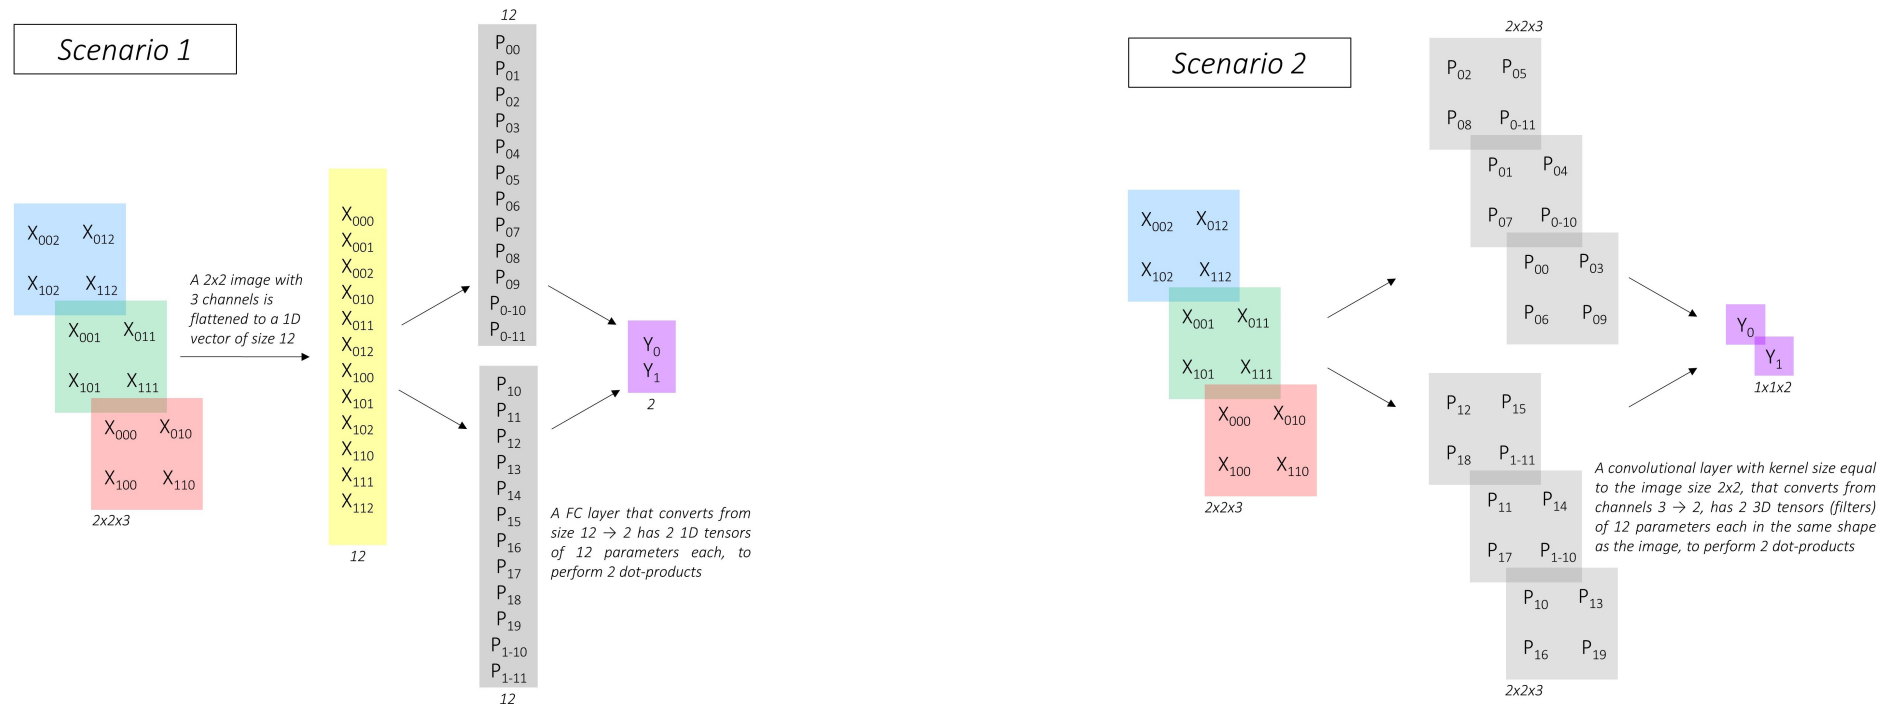 Scenario 1
X002 X012
X102 X112
X001 X011
X101 X111
X000 X010
X100 X110
2x2x3
A 2x2 image with
3 channels is
flattened to a 1D
vector of size 12
X000
X001
X002
X010
X011
X012
X100
X101
X102
X110
X111
X112
12
12
P00
P01
P02
P03
P04
P05
P06
P07
P08
P09
P0-10
P0-11
P10
P11
P12
P13
P14
P15
P16
P17
P18
P19
P1-10
P1-11
12
Y0
Y1
2
A FC layer that converts from
size 12 → 2 has 2 1D tensors
of 12 parameters each, to
perform 2 dot-products
Scenario 2
X002 X012
X102 X112
X001 X011
X101 X111
X000 X010
X100 X110
2x2x3
2x2x3
P02 P05
P08 P0-11
P01 P04
P07 P0-10
P00 P03
P06 P09
P12 P15
P18 P1-11
P11 P14
P17 P1-10
P10 P13
P16 P19
2x2x3
Y0
Y1
1x1x2
A convolutional layer with kernel size equal
to the image size 2x2, that converts from
channels 3 → 2, has 2 3D tensors (filters)
of 12 parameters each in the same shape
as the image, to perform 2 dot-products